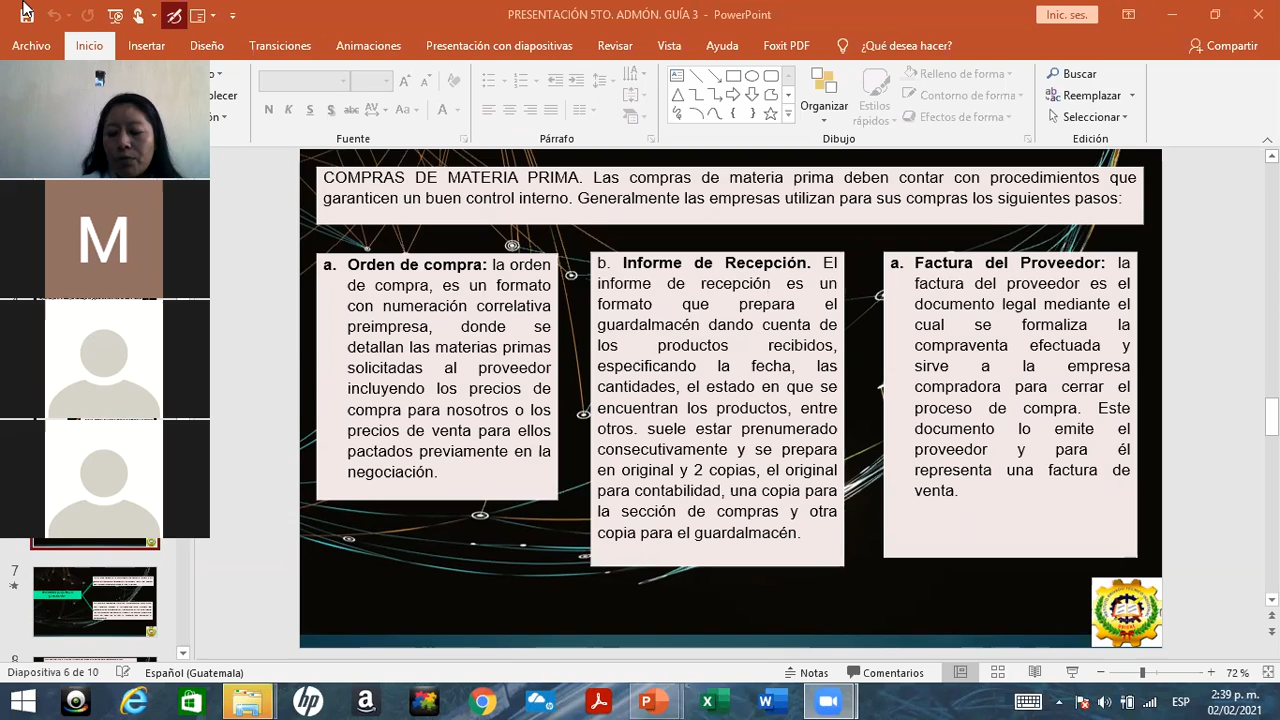 PRESENTACIÓN 5TO. ADMÓN. GUÍA 3 - PowerPoint
Inic. ses.
Archivo
Inicio
Insertar
Diseño
Transiciones
Animaciones
Presentación con diapositivas
Revisar
Vista
Ayuda
Foxit PDF
¿Qué desea hacer?
Compartir
Organizar
Estilos
rápidos
Relleno de forma
Contorno de forma
Efectos de forma
Buscar
Reemplazar
Seleccionar
Fuente
Párrafo
Dibujo
Edición
M
COMPRAS DE MATERIA PRIMA. Las compras de materia prima deben contar con procedimientos que
garanticen un buen control interno. Generalmente las empresas utilizan para sus compras los siguientes pasos:
a. Orden de compra: la orden
de compra, es un formato
con numeración correlativa
preimpresa, donde se
detallan las materias primas
solicitadas al proveedor
incluyendo los precios de
compra para nosotros o los
precios de venta para ellos
pactados previamente en la
negociación.
b. Informe de Recepción. El
informe de recepción es un
formato que prepara el
guardalmacén dando cuenta de
los productos recibidos,
especificando la fecha, las
cantidades, el estado en que se
encuentran los productos, entre
otros. suele estar prenumerado
consecutivamente y se prepara
en original y 2 copias, el original
para contabilidad, una copia para
la sección de compras y otra
copia para el guardalmacén.
a. Factura del Proveedor: la
factura del proveedor es el
documento legal mediante el
cual se formaliza la
compraventa efectuada y
sirve a la empresa
compradora para cerrar el
proceso de compra. Este
documento lo emite el
proveedor y para él
representa una factura de
venta.
7
8
Diapositiva 6 de 10
Español (Guatemala)
Notas
Comentarios
72 %
ESP
2:39 p. m.
02/02/2021